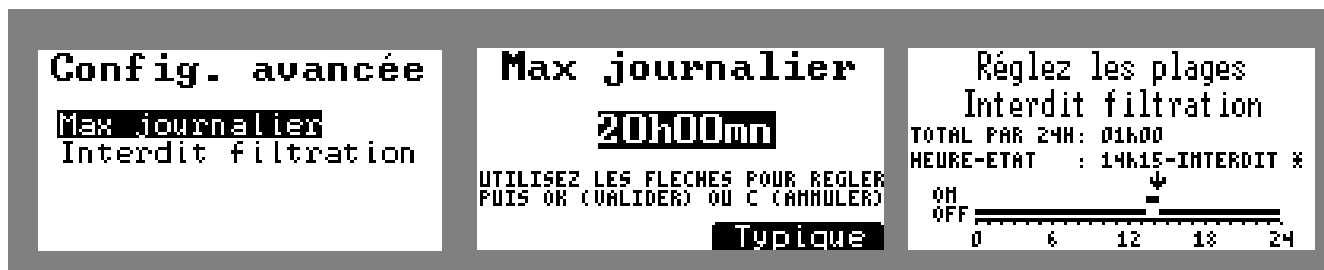 Config. avancée
Max journalier
Interdit filtration
Max journalier
20h00mn
UTILISEZ LES FLECHES POUR REGLER
PUIS OK (VALIDER) OU C (ANNULER)
Typique
Réglez les plages
Interdit filtration
TOTAL PAR 24H: 01h00
HEURE-ETAT : 14h15-INTERDIT *
ON
OFF
0 6 12 18 24